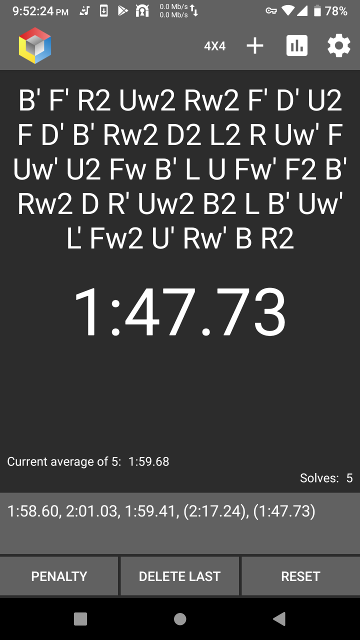 9:52:24 PM 0.0 Mb/s 0.0 Mb/s 78%
4X4
B' F' R2 Uw2 Rw2 F' D' U2
F D' B' Rw2 D2 L2 R Uw' F
Uw' U2 Fw B' L U Fw' F2 B'
Rw2 D R' Uw2 B2 L B' Uw'
L' Fw2 U' Rw' B R2
1:47.73
Current average of 5: 1:59.68
Solves: 5
1:58.60, 2:01.03, 1:59.41, (2:17.24), (1:47.73)
PENALTY DELETE LAST RESET